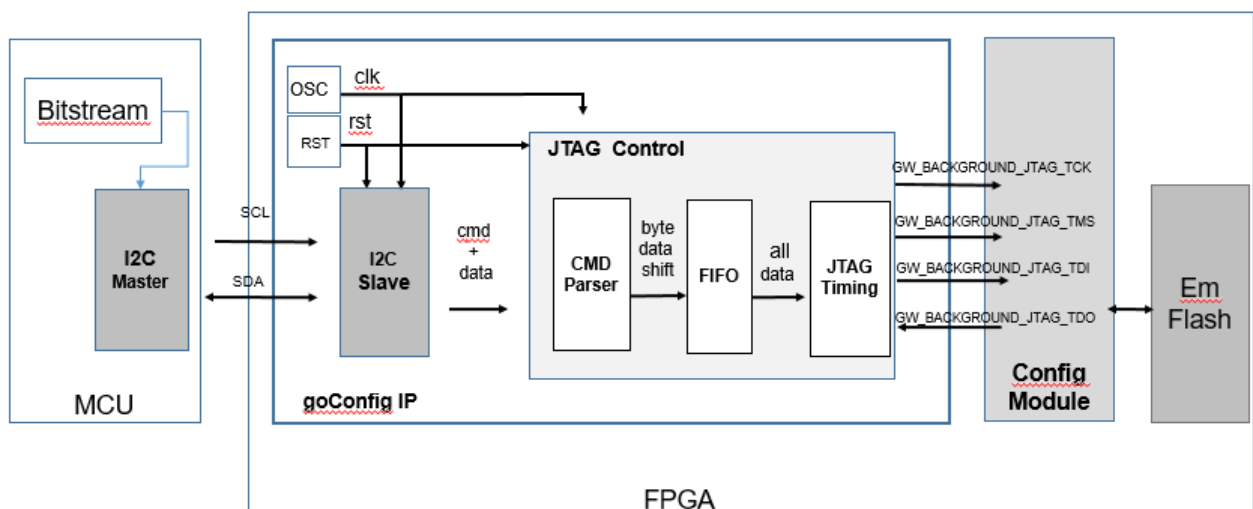 Bitstream
I2C
Master
MCU
SCL
SDA
OSC
clk
RST
rst
I2C
Slave
goConfig IP
cmd
+
data
JTAG Control
CMD
Parser
byte
data
shift
FIFO
all
data
JTAG
Timing
GW_BACKGROUND_JTAG_TCK
GW_BACKGROUND_JTAG_TMS
GW_BACKGROUND_JTAG_TDI
GW_BACKGROUND_JTAG_TDO
Config
Module
Em
Flash
FPGA